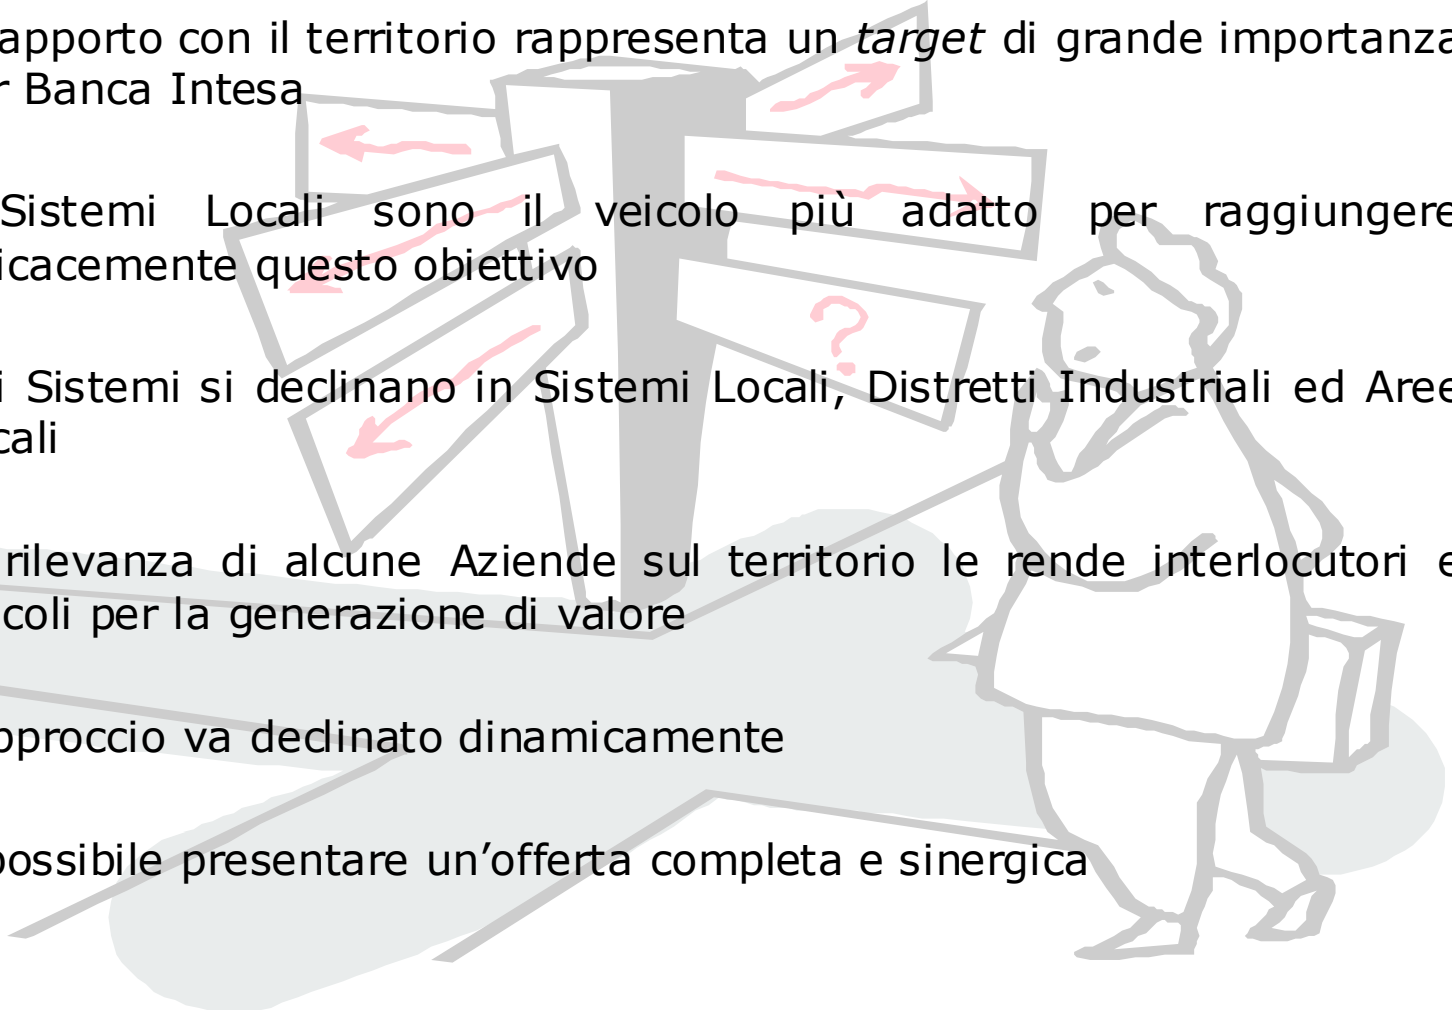 apporto con il territorio rappresenta un target di grande importanza
r Banca Intesa
Sistemi Locali sono il veicolo più adatto per raggiungere
icacemente questo obiettivo
i Sistemi si declinano in Sistemi Locali, Distretti Industriali ed Aree
cali
rilevanza di alcune Aziende sul territorio le rende interlocutori e
coli per la generazione di valore
pproccio va declinato dinamicamente
possibile presentare un’offerta completa e sinergica
?